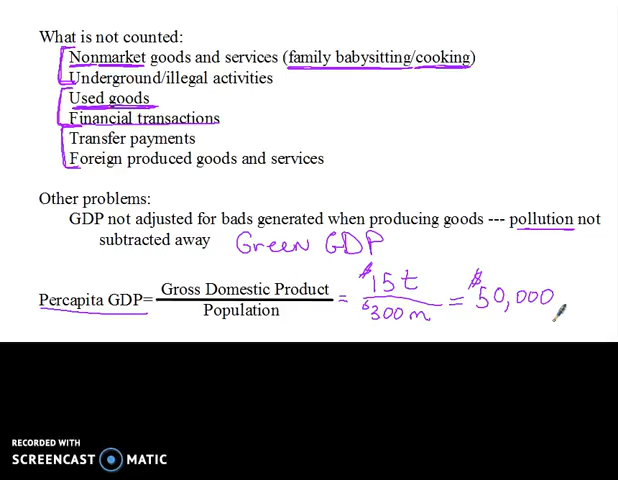 What is not counted:
Nonmarket goods and services (family babysitting/cooking)
Underground/illegal activities
Used goods
Financial transactions
Transfer payments
Foreign produced goods and services
Other problems:
GDP not adjusted for bads generated when producing goods --- pollution not
subtracted away Green GDP
Percapita GDP= Gross Domestic Product = $15t = $50,000
Population $300m
RECORDED WITH
SCREENCAST MATIC